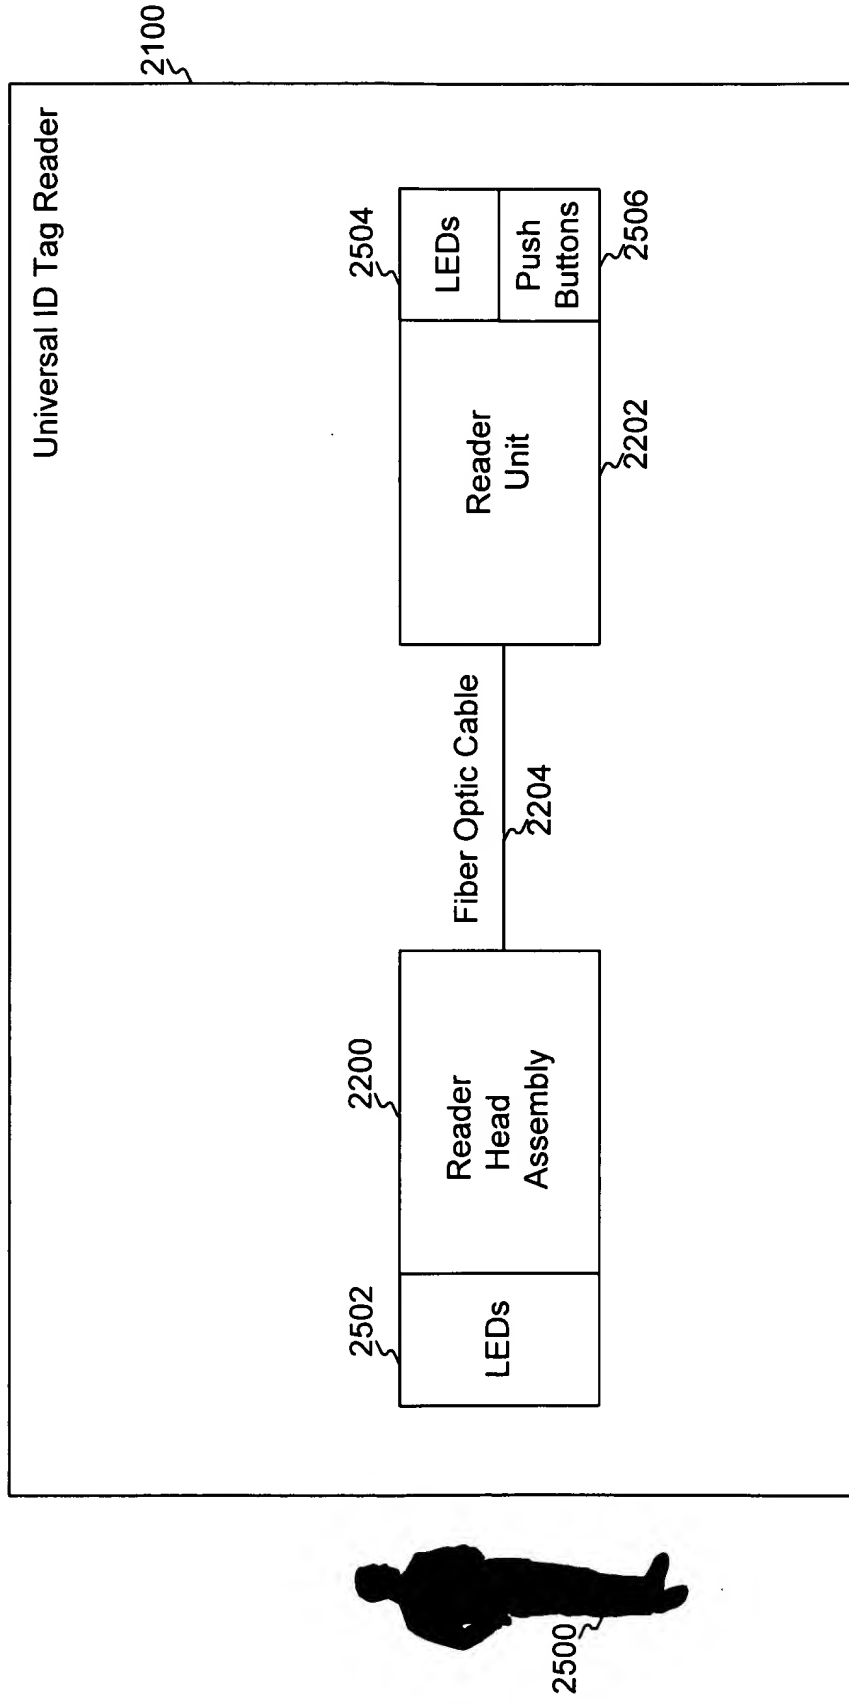 Universal ID Tag Reader
2100
2502
2200
2504
LEDs
Reader
Head
Assembly
Fiber Optic Cable
2204
Reader
Unit
LEDs
Push
Buttons
2500
2202
2506